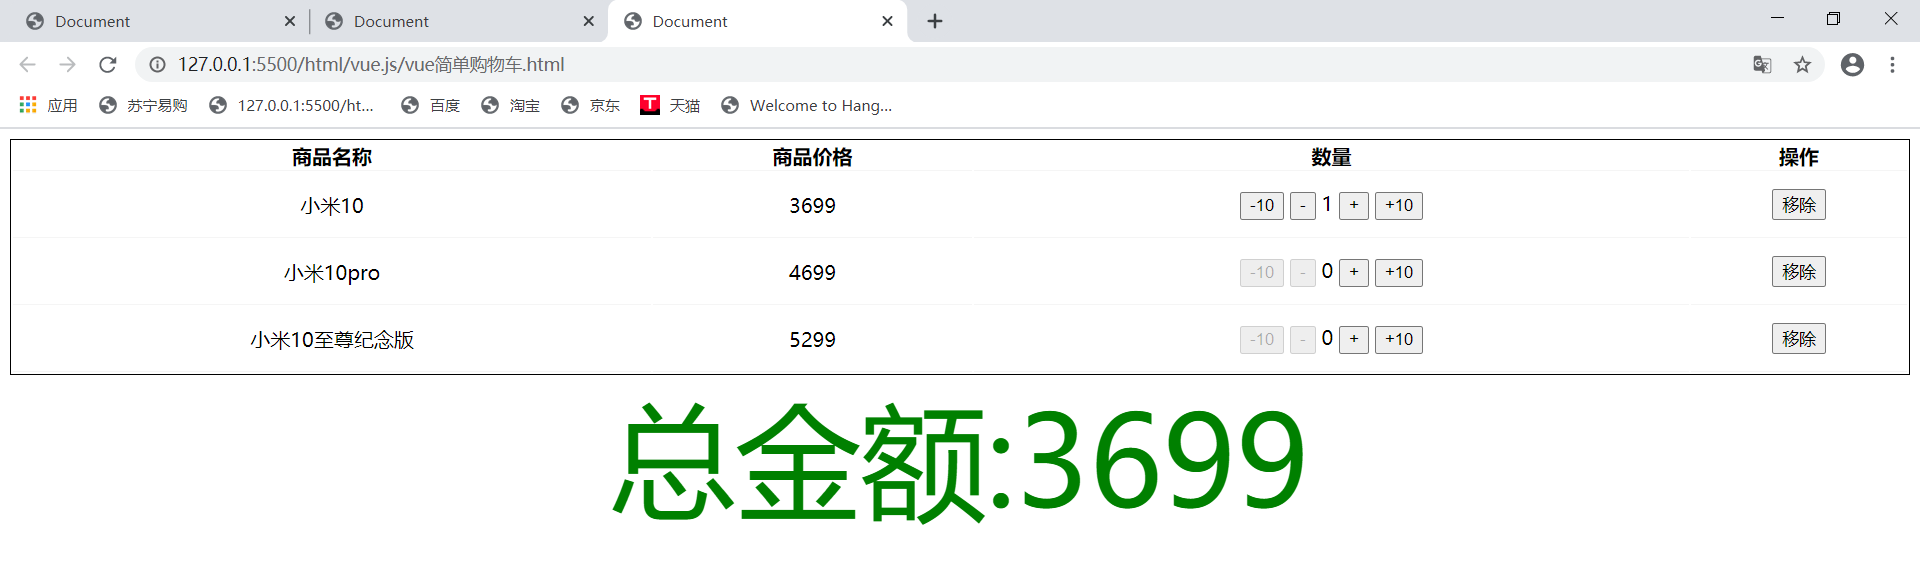 Document Document Document
127.0.0.1:5500/html/vue.js/vue简单购物车.html
应用 苏宁易购 127.0.0.1:5500/ht... 百度 淘宝 京东 T 天猫 Welcome to Hang...
商品名称 商品价格 数量 操作
小米10 3699 -10 - 1 + +10 移除
小米10pro 4699 -10 - 0 + +10 移除
小米10至尊纪念版 5299 -10 - 0 + +10 移除
总金额:3699